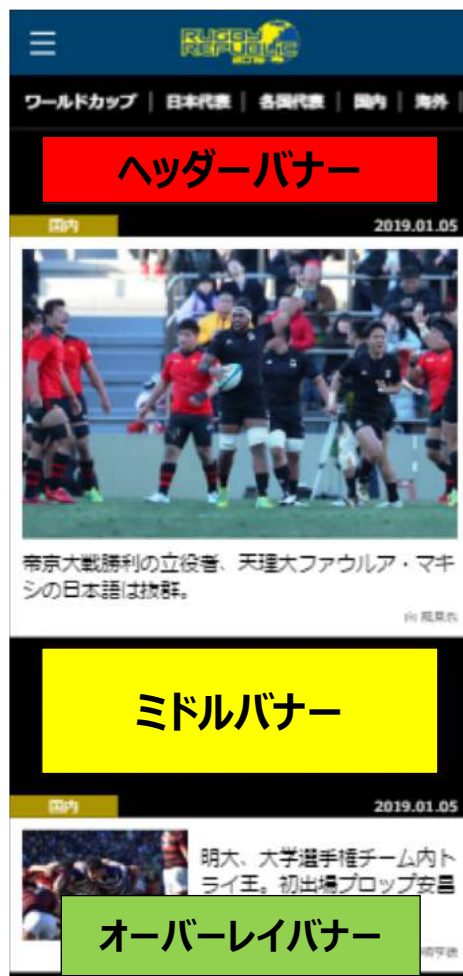 RUGBY
REPUBLIC
ワールドカップ | 日本代表 | 各国代表 | 国内 | 海外
ヘッダーバナー
国内 2019.01.05
帝京大戦勝利の立役者、天理大ファウルア・マキ
シの日本語は抜群。
ミドルバナー
国内 2019.01.05
明大、大学選手権チーム内ト
ライ王。初出場プロップ安昌
オーバーレイバナー